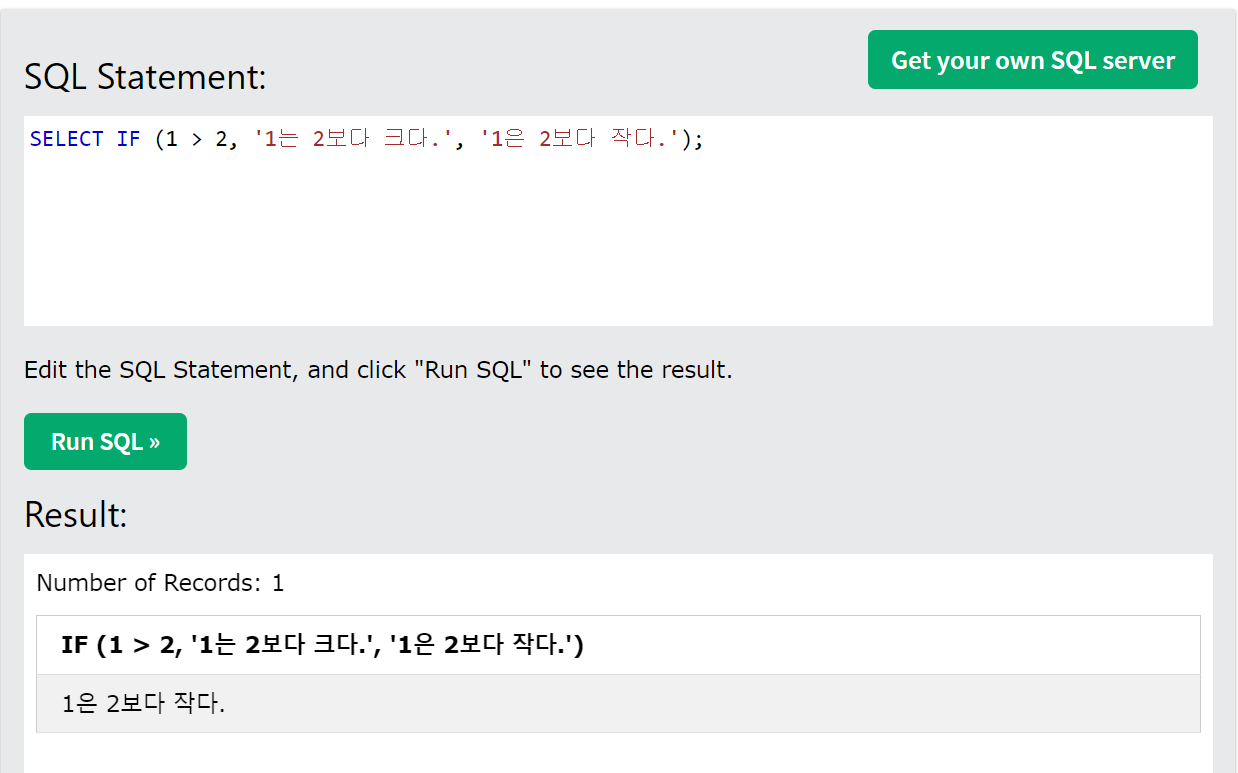 Get your own SQL server
SQL Statement:
SELECT IF (1 > 2, '1는 2보다 크다.', '1은 2보다 작다.');
Edit the SQL Statement, and click "Run SQL" to see the result.
Run SQL »
Result:
Number of Records: 1
IF (1 > 2, '1는 2보다 크다.', '1은 2보다 작다.')
1은 2보다 작다.